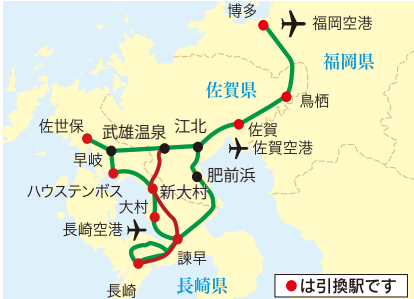 博多
福岡空港
福岡県
佐賀県
鳥栖
佐世保
武雄温泉
江北
佐賀
佐賀空港
早岐
肥前浜
ハウステンボス
新大村
大村
長崎空港
諫早
長崎県
長崎
●は引換駅です